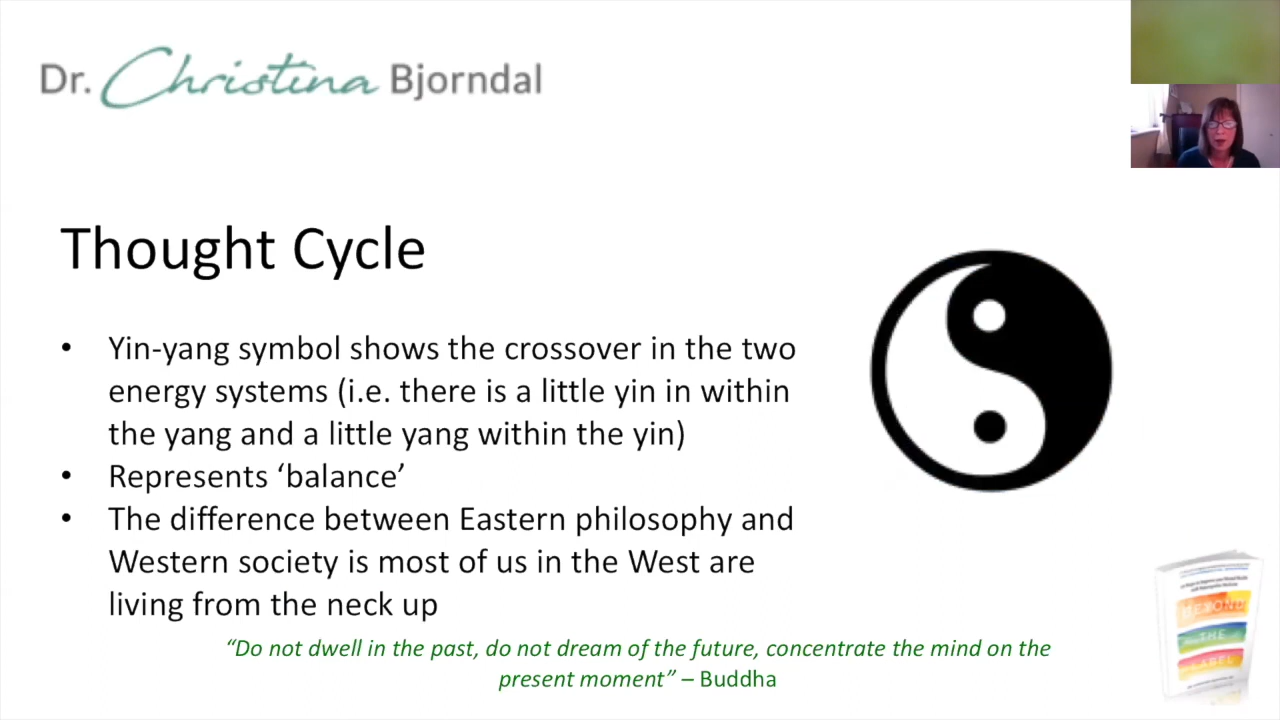 Dr. Christina Bjorndal
Thought Cycle
• Yin-yang symbol shows the crossover in the two
energy systems (i.e. there is a little yin in within
the yang and a little yang within the yin)
• Represents ‘balance’
• The difference between Eastern philosophy and
Western society is most of us in the West are
living from the neck up
“Do not dwell in the past, do not dream of the future, concentrate the mind on the
present moment” – Buddha
BEYOND
THE
LABEL